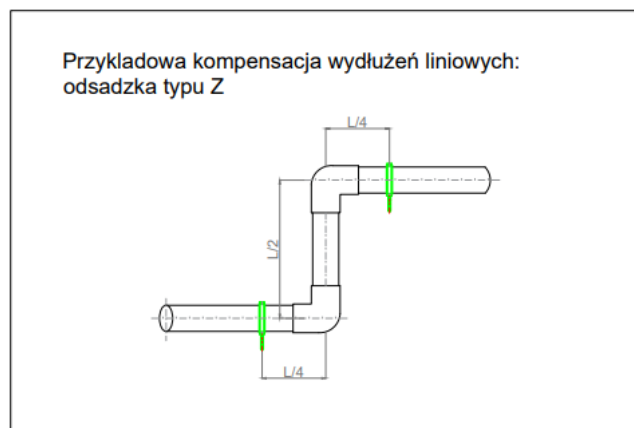 Przykladowa kompensacja wydłużeń liniowych:
odsadzka typu Z
L/4
L/2
L/4